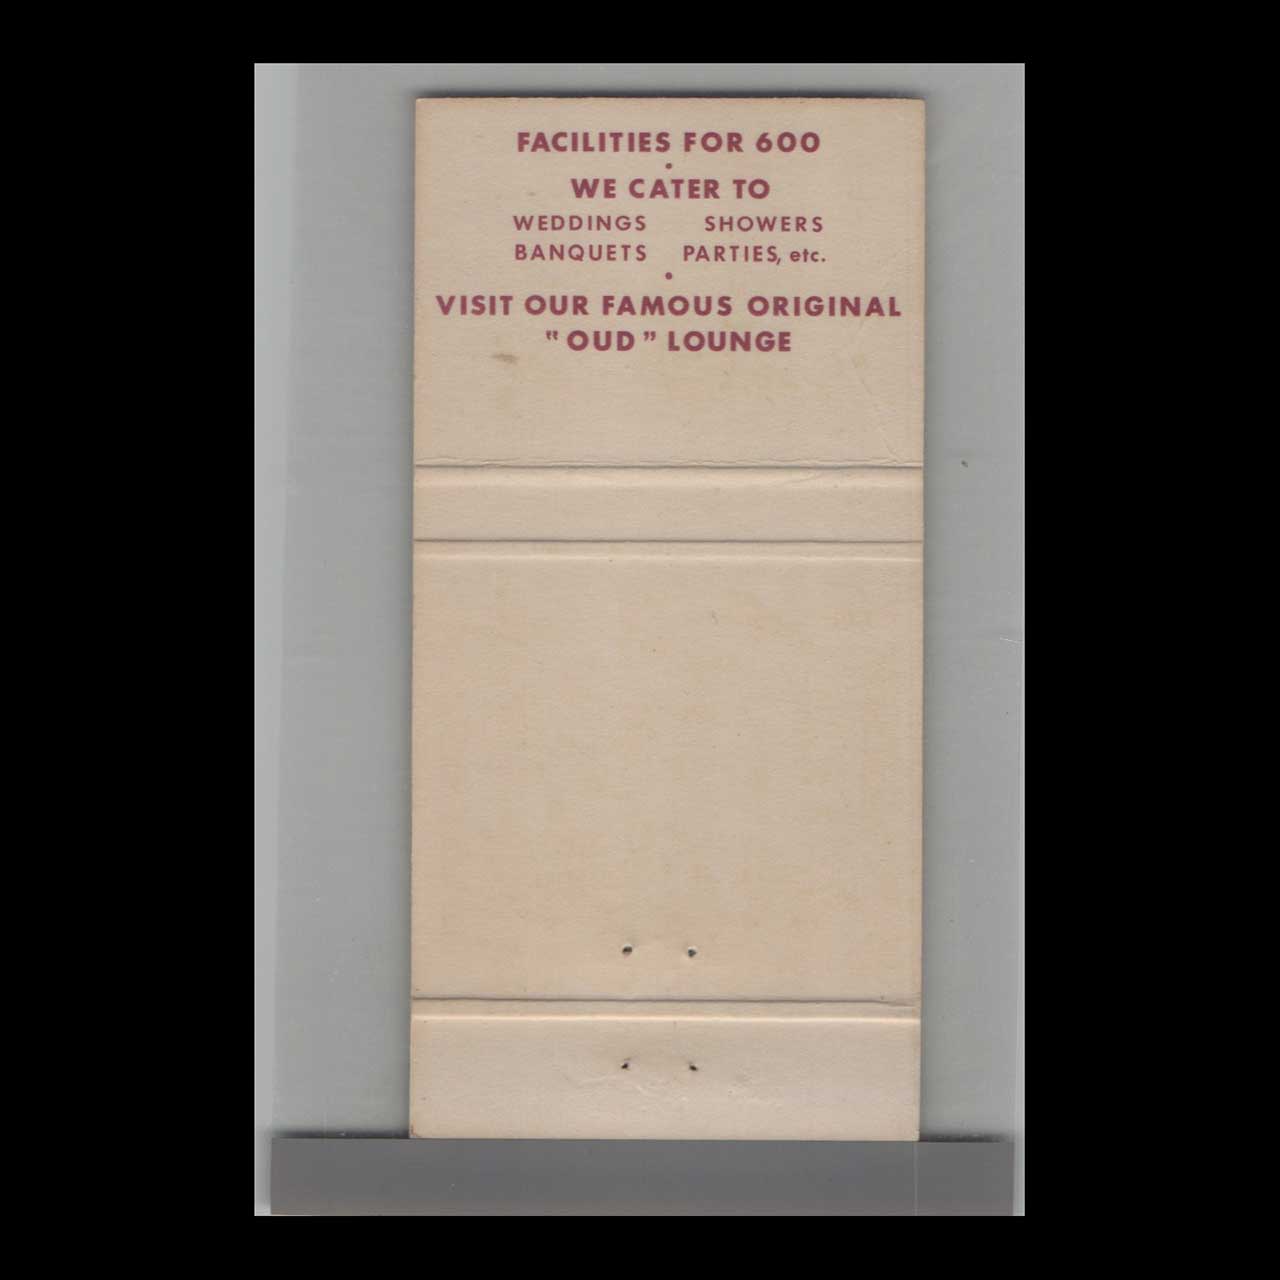 FACILITIES FOR 600
•
WE CATER TO
WEDDINGS SHOWERS
BANQUETS PARTIES, etc.
•
VISIT OUR FAMOUS ORIGINAL
"OUD" LOUNGE